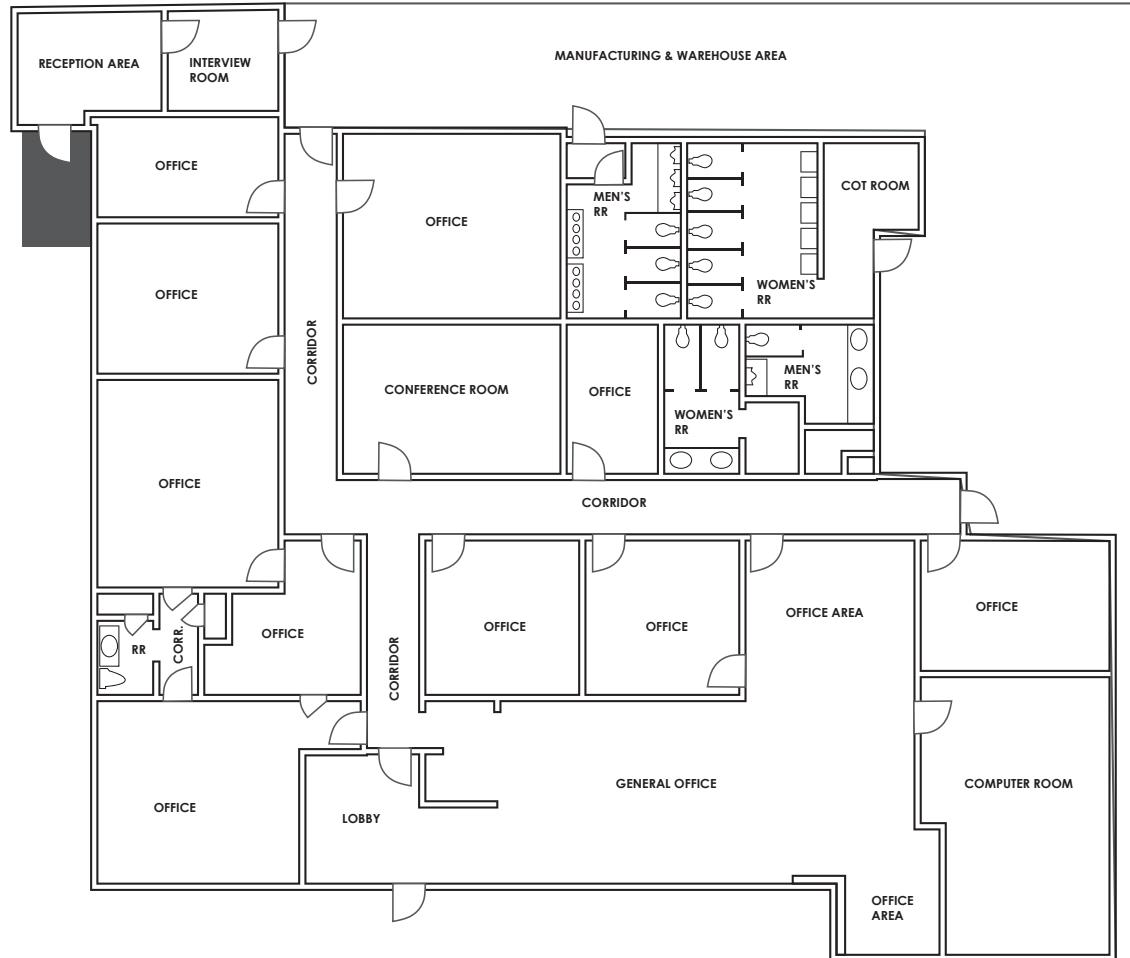 MANUFACTURING & WAREHOUSE AREA
RECEPTION AREA
INTERVIEW
ROOM
OFFICE
COT ROOM
MEN'S
RR
OFFICE
OFFICE
WOMEN'S
RR
CORRIDOR
MEN'S
RR
CONFERENCE ROOM
OFFICE
WOMEN'S
RR
OFFICE
CORRIDOR
OFFICE
OFFICE AREA
OFFICE
OFFICE
OFFICE
OFFICE
RR
CORR.
CORRIDOR
GENERAL OFFICE
COMPUTER ROOM
OFFICE
LOBBY
OFFICE
AREA